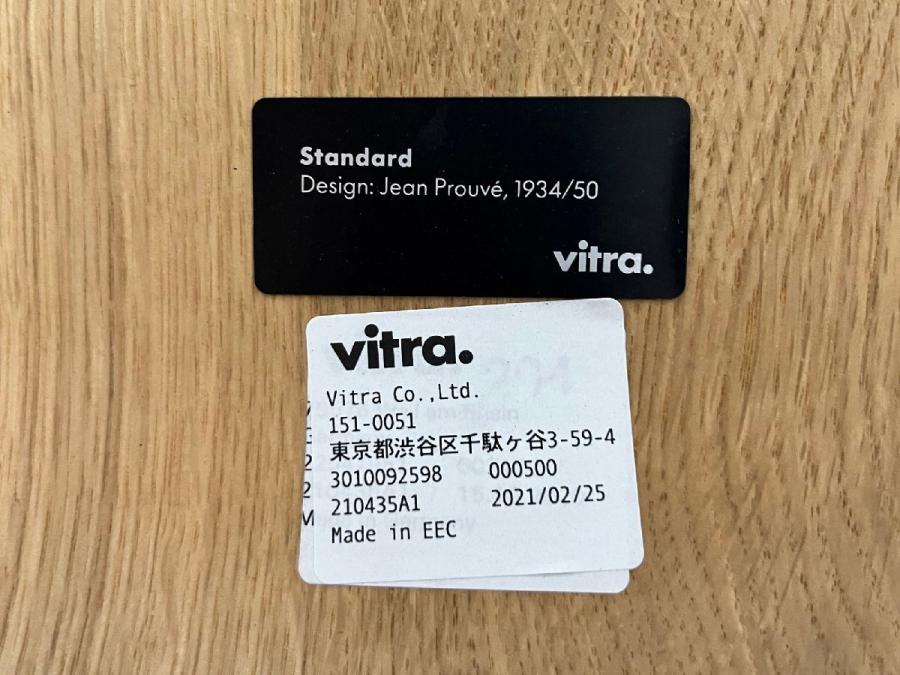 Standard
Design: Jean Prouvé, 1934/50
vitra.
vitra.
Vitra Co.,Ltd.
151-0051
東京都渋谷区千駄ヶ谷3-59-4
3010092598 000500
210435A1 2021/02/25
Made in EEC